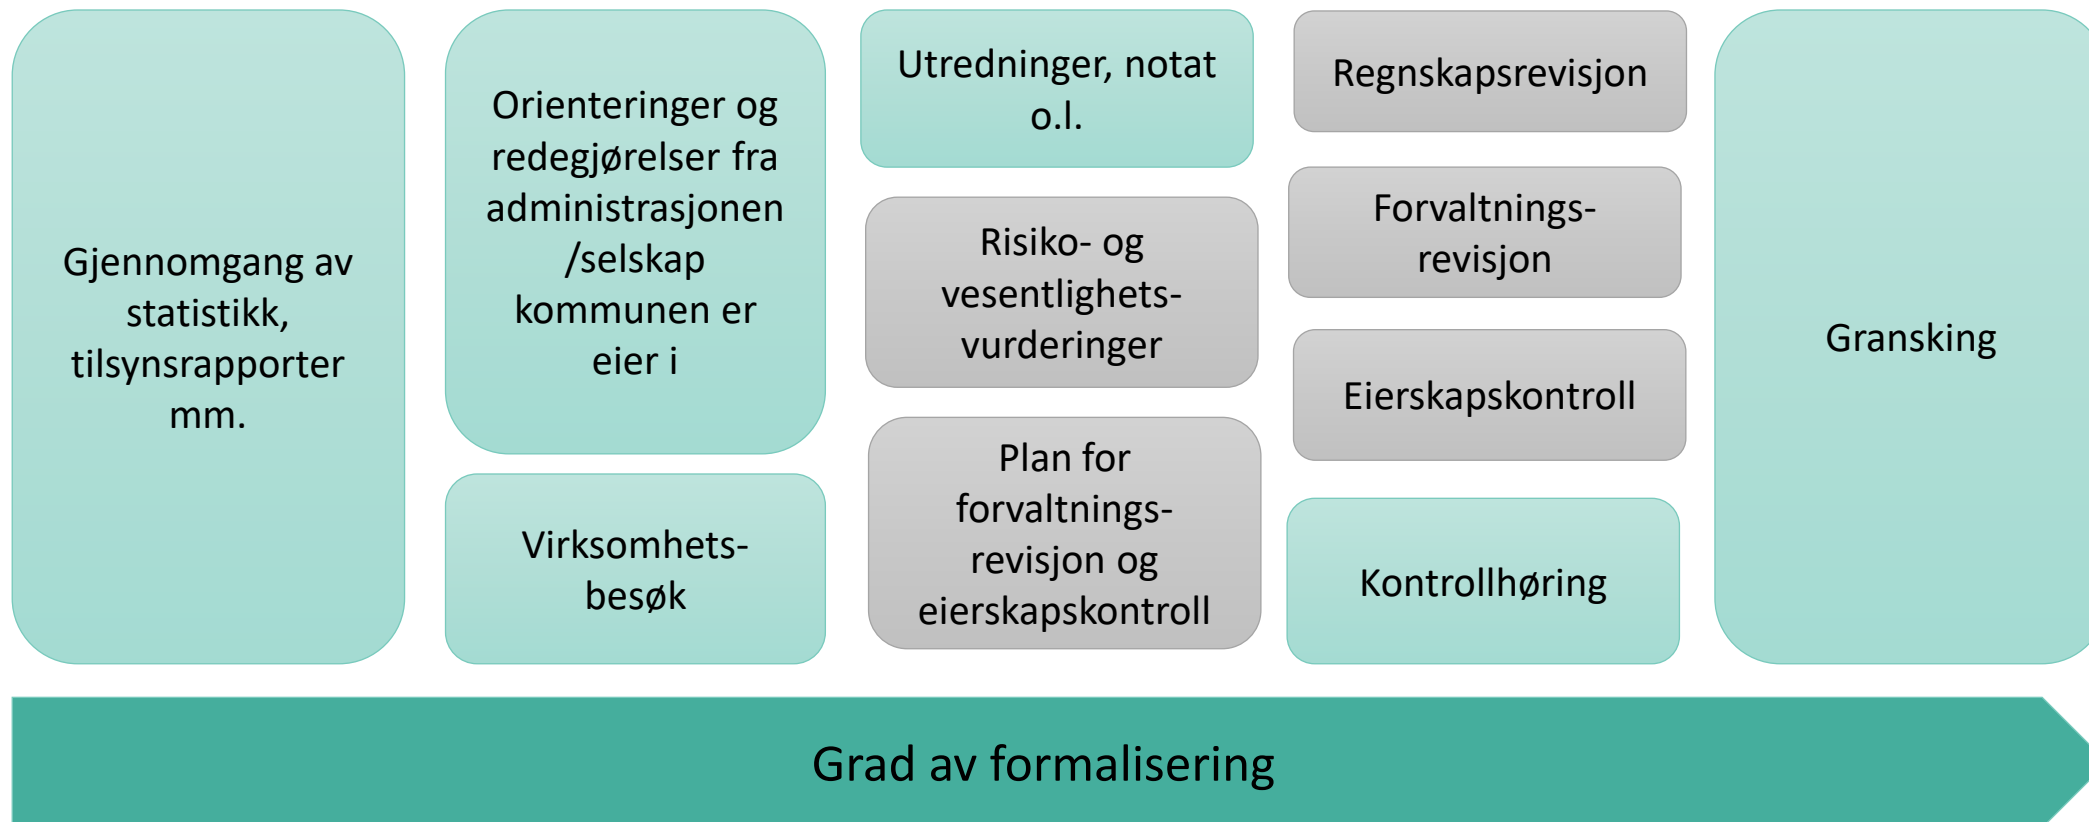 Gjennomgang av
statistikk,
tilsynsrapporter
mm.
Orienteringer og
redegjørelser fra
administrasjonen
/selskap
kommunen er
eier i
Virksomhets-
besøk
Utredninger, notat
o.l.
Risiko- og
vesentlighets-
vurderinger
Plan for
forvaltnings-
revisjon og
eierskapskontroll
Regnskapsrevisjon
Forvaltnings-
revisjon
Eierskapskontroll
Kontrollhøring
Gransking
Grad av formalisering